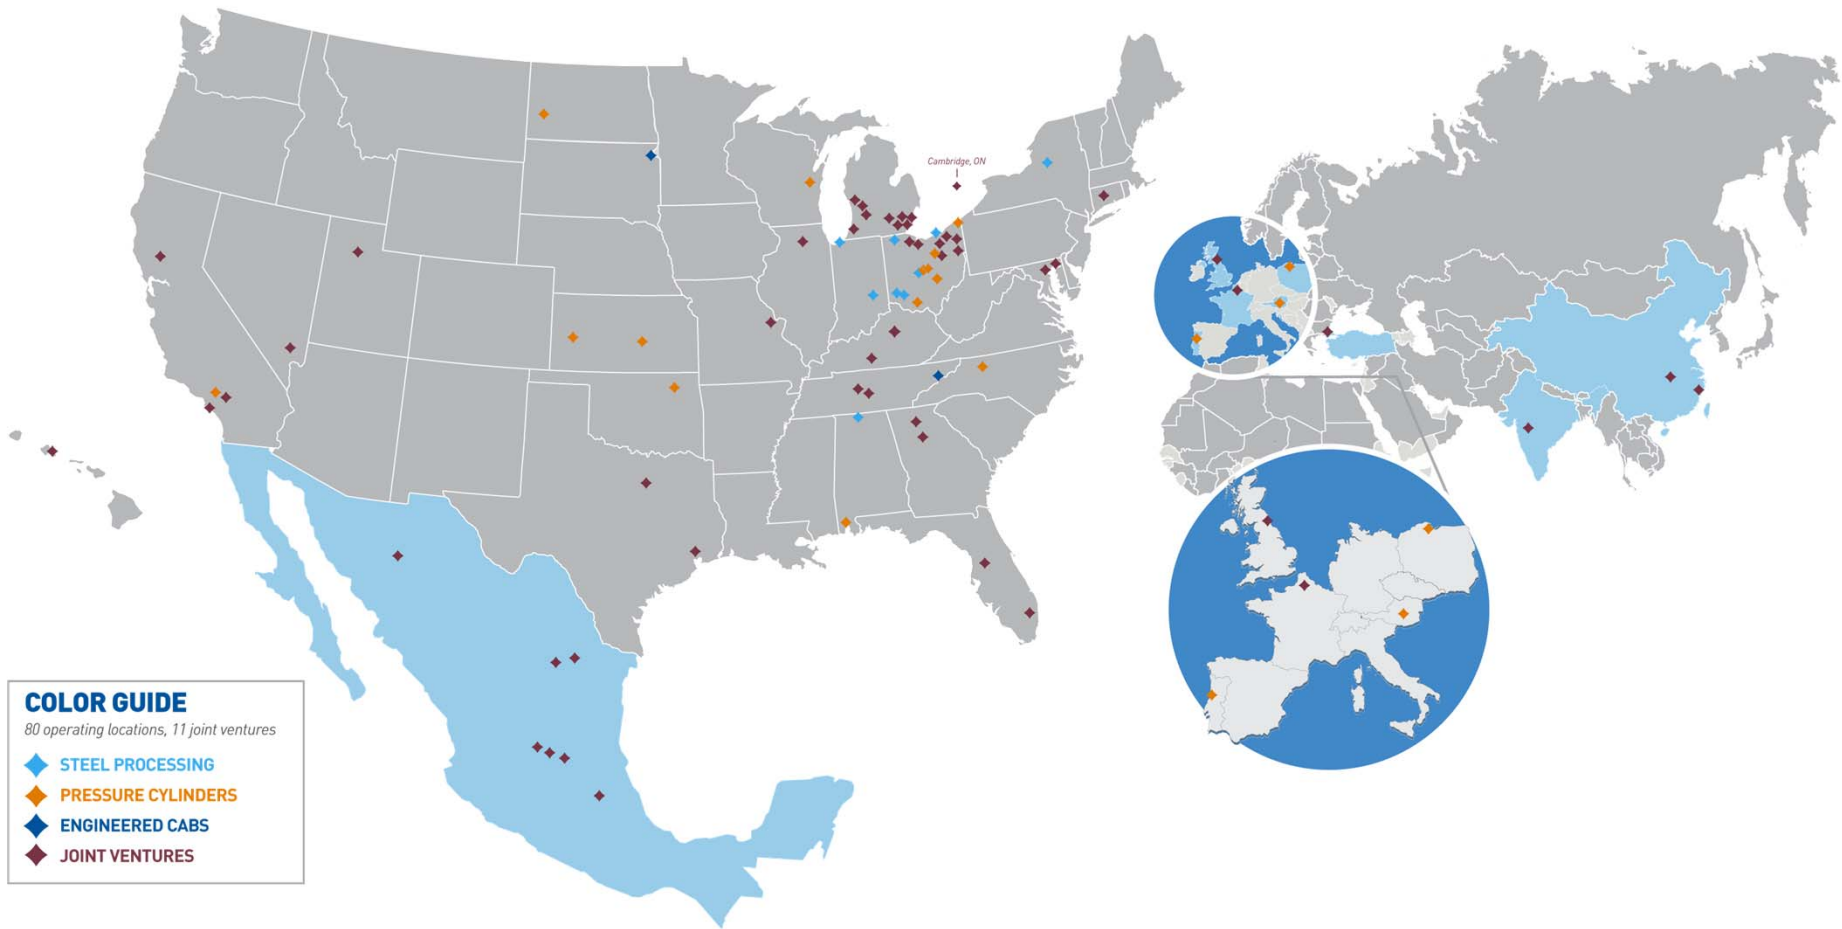 Cambridge, ON
COLOR GUIDE
80 operating locations, 11 joint ventures
STEEL PROCESSING
PRESSURE CYLINDERS
ENGINEERED CABS
JOINT VENTURES